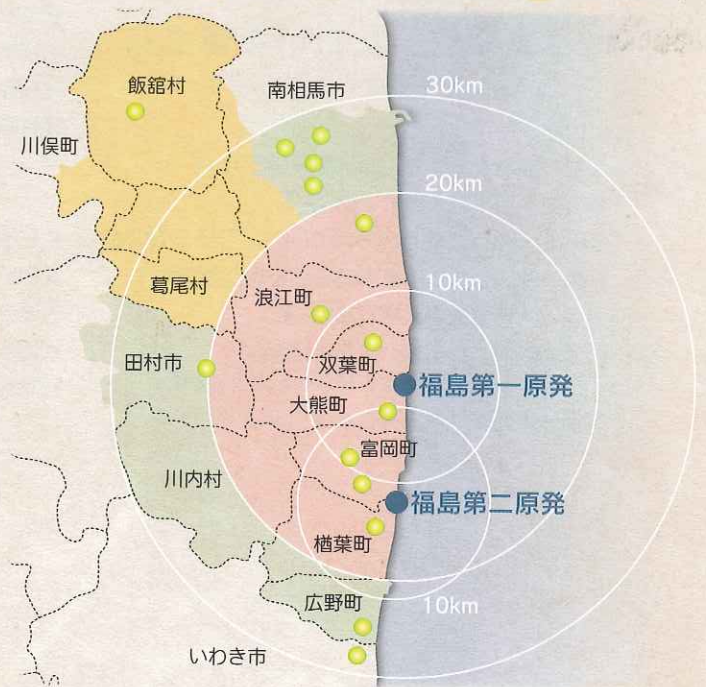 飯舘村
南相馬市
30km
川俣町
20km
葛尾村
浪江町
10km
田村市
双葉町
福島第一原発
大熊町
富岡町
川内村
福島第二原発
楢葉町
広野町
10km
いわき市